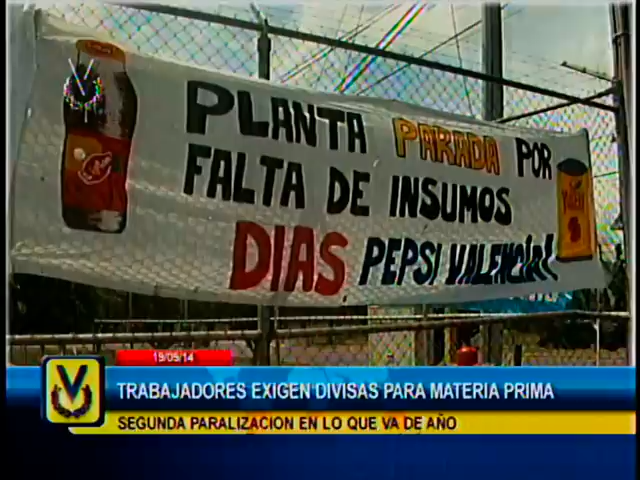 PLANTA PARADA POR
FALTA DE INSUMOS
DIAS PEPSI VALENCIA!
19/05/14
TRABAJADORES EXIGEN DIVISAS PARA MATERIA PRIMA
SEGUNDA PARALIZACION EN LO QUE VA DE AÑO